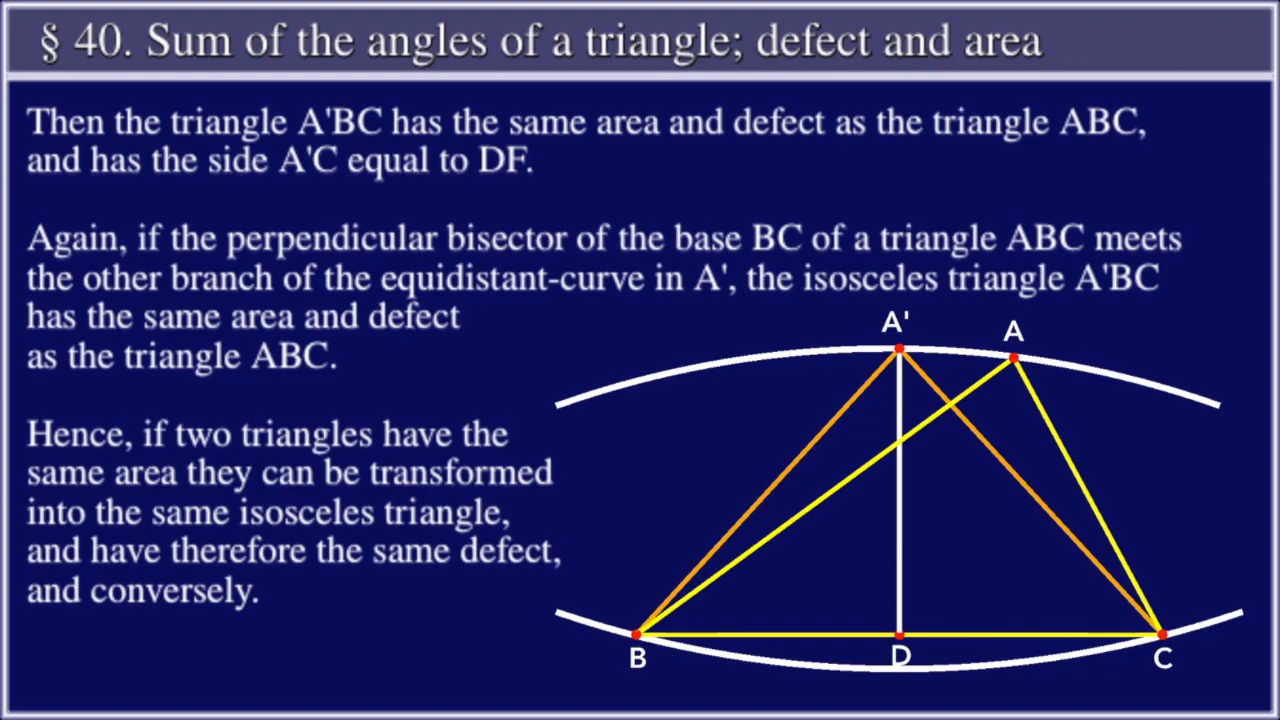 § 40. Sum of the angles of a triangle; defect and area
Then the triangle A'BC has the same area and defect as the triangle ABC,
and has the side A'C equal to DF.
Again, if the perpendicular bisector of the base BC of a triangle ABC meets
the other branch of the equidistant-curve in A', the isosceles triangle A'BC
has the same area and defect
as the triangle ABC.
Hence, if two triangles have the
same area they can be transformed
into the same isosceles triangle,
and have therefore the same defect,
and conversely.
A'
A
B
D
C